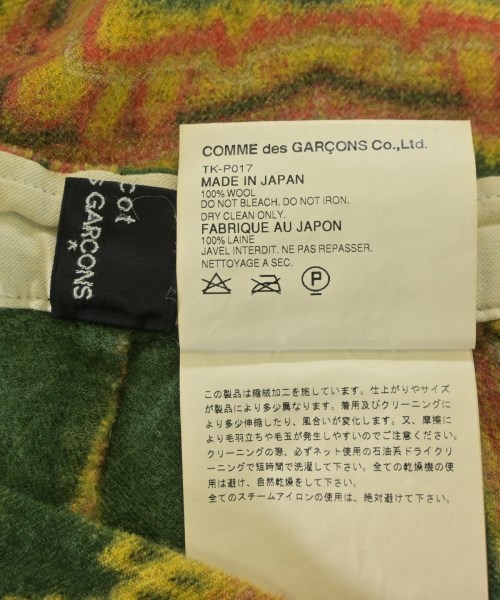 COMME des GARÇONS Co.,Ltd.
TK-P017
MADE IN JAPAN
100% WOOL
DO NOT BLEACH. DO NOT IRON.
DRY CLEAN ONLY.
FABRIQUE AU JAPON
100% LAINE
JAVEL INTERDIT. NE PAS REPASSER.
NETTOYAGE A SEC.
P
cot
GARÇONS
この製品は縮絨加工を施しています。仕上がりやサイズ
が製品により多少異なります。着用及びクリーニングに
より多少伸縮したり、風合いが変化します。又、摩擦に
より毛羽立ちや毛玉が発生しやすいのでご注意ください。
クリーニングの際、必ずネット使用の石油系ドライクリ
ーニングで短時間で洗濯して下さい。全ての乾燥機の使
用は避け、自然乾燥をして下さい。
全てのスチームアイロンの使用は、絶対避けて下さい。